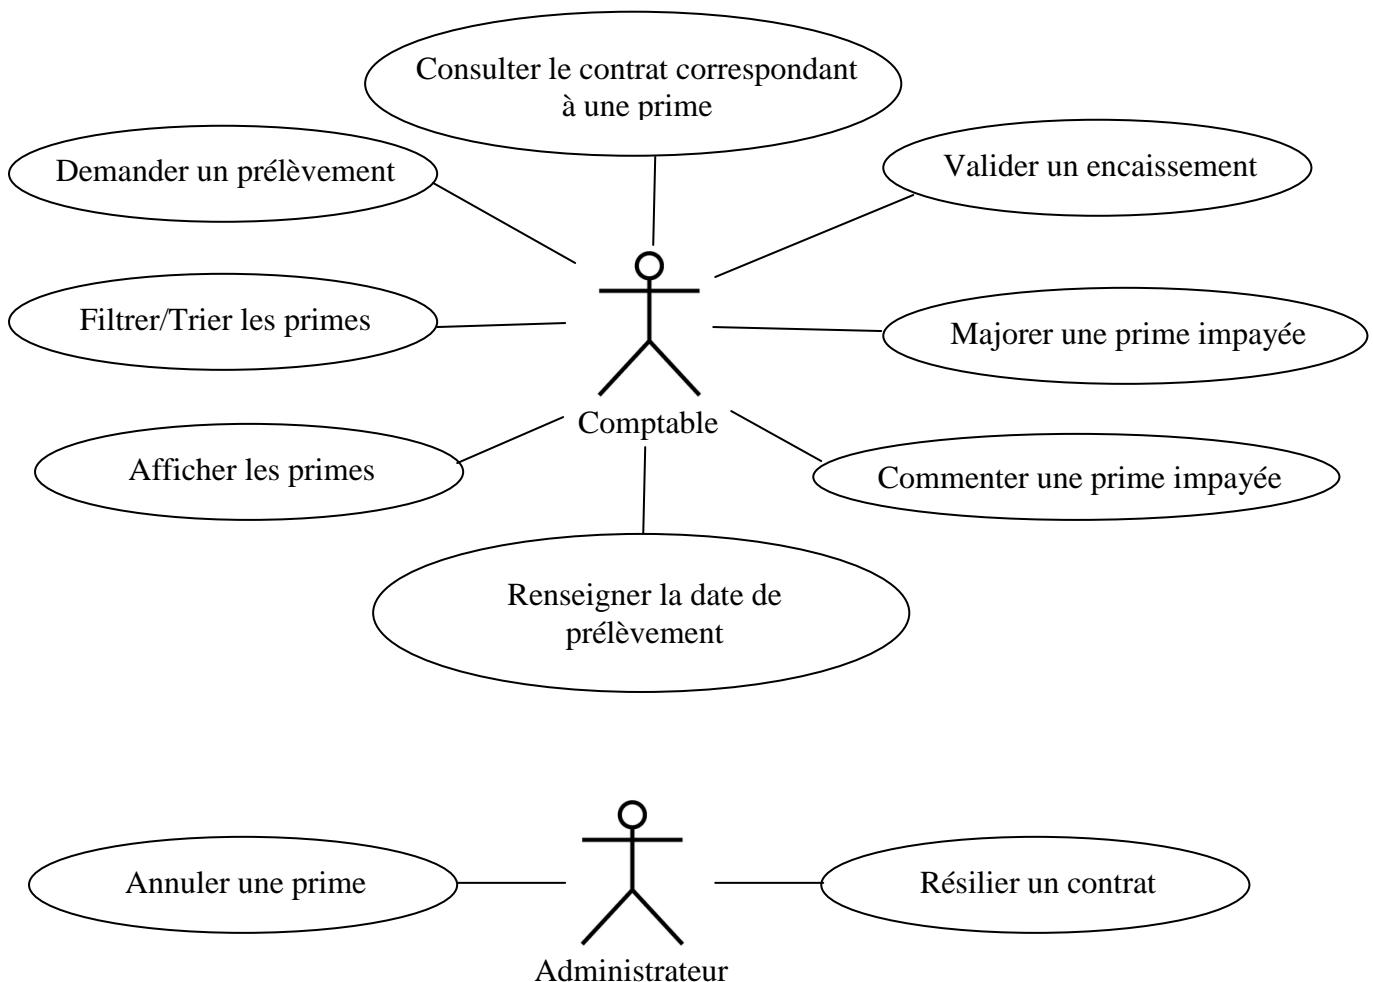 Consulter le contrat correspondant
à une prime
Demander un prélèvement
Valider un encaissement
Filtrer/Trier les primes
Majorer une prime impayée
Comptable
Afficher les primes
Commenter une prime impayée
Renseigner la date de
prélèvement
Annuler une prime
Résilier un contrat
Administrateur